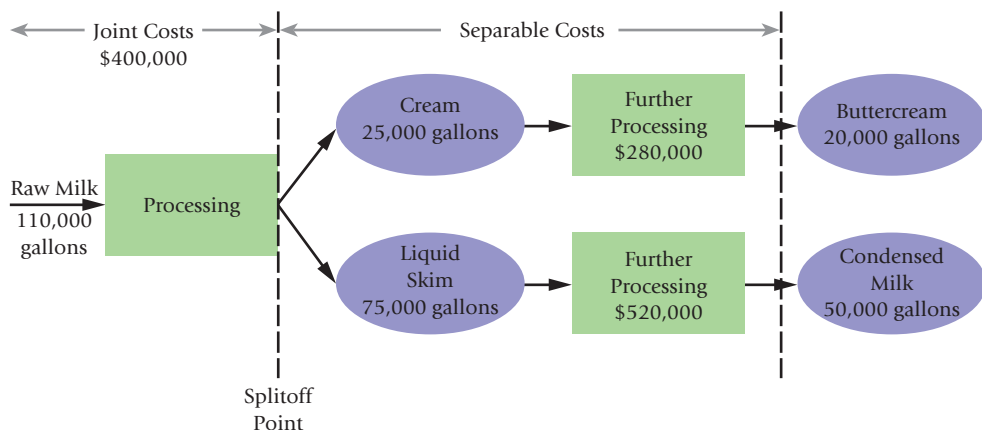 Joint Costs
$400,000
Separable Costs
Raw Milk
110,000
gallons
Processing
Cream
25,000 gallons
Further
Processing
$280,000
Buttercream
20,000 gallons
Liquid
Skim
75,000 gallons
Further
Processing
$520,000
Condensed
Milk
50,000 gallons
Splitoff
Point